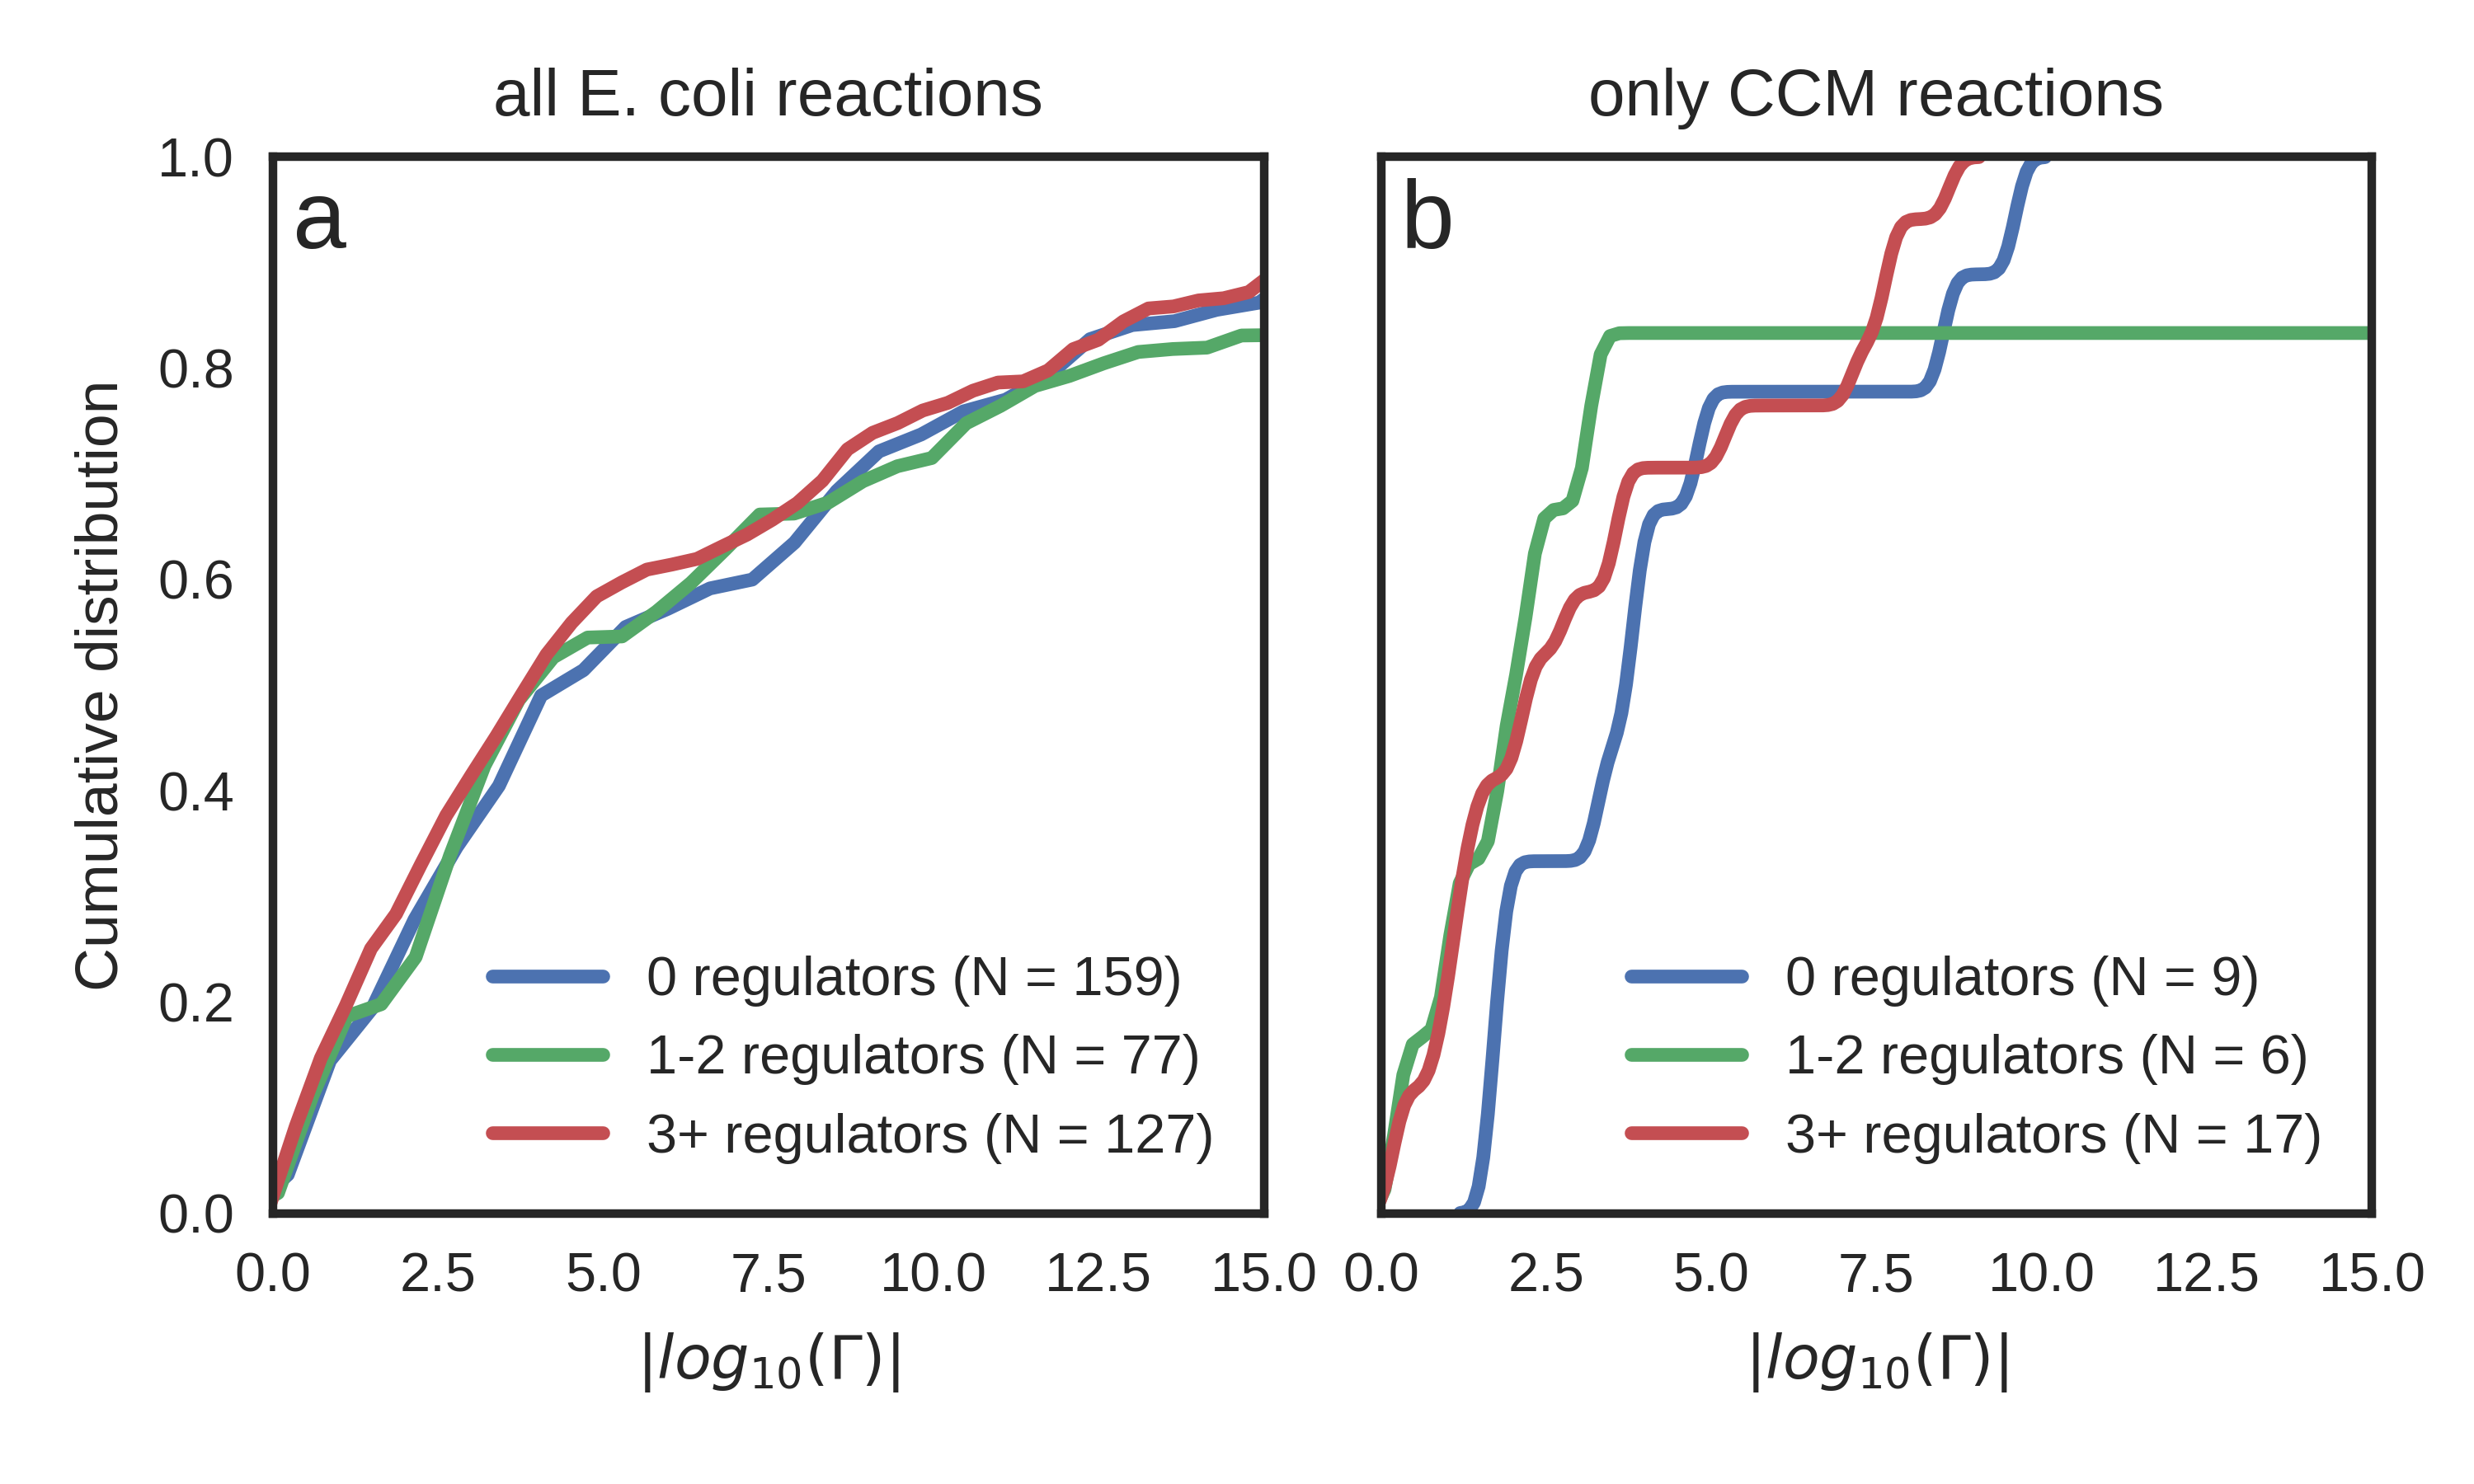 all E. coli reactions
only CCM reactions
a
b
Cumulative distribution
1.0
0.8
0.6
0.4
0.2
0.0
0 regulators (N = 159)
1-2 regulators (N = 77)
3+ regulators (N = 127)
0 regulators (N = 9)
1-2 regulators (N = 6)
3+ regulators (N = 17)
0.0 2.5 5.0 7.5 10.0 12.5 15.0
0.0 2.5 5.0 7.5 10.0 12.5 15.0
|log₁₀(Γ)|
|log₁₀(Γ)|